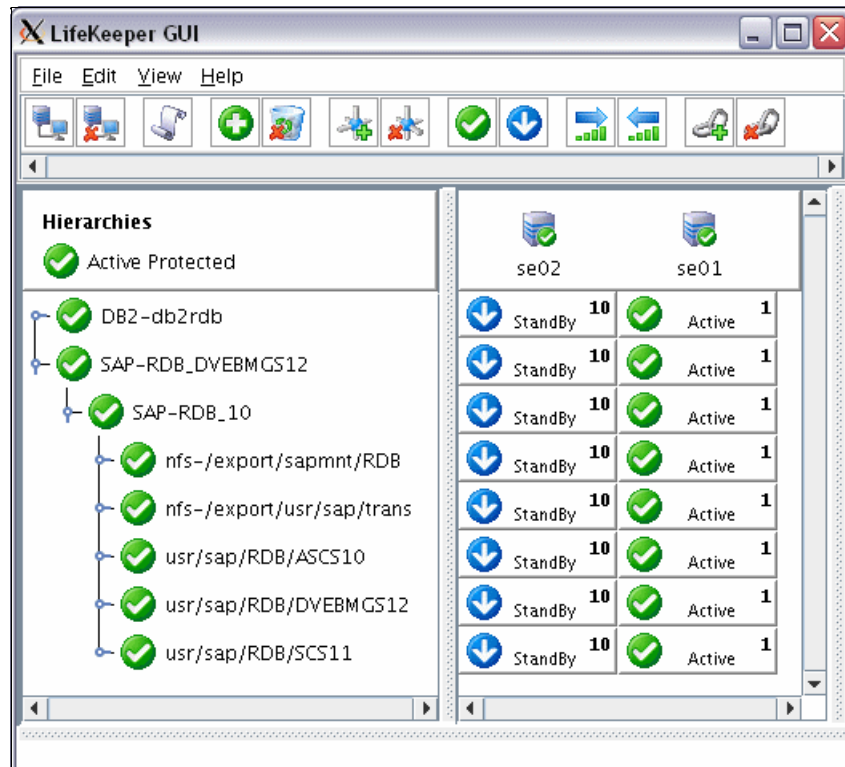 LifeKeeper GUI
File Edit View Help
Hierarchies
Active Protected
se02 se01
DB2-db2rdb StandBy 10 Active 1
SAP-RDB_DVEBMGS12 StandBy 10 Active 1
SAP-RDB_10 StandBy 10 Active 1
nfs-/export/sapmnt/RDB StandBy 10 Active 1
nfs-/export/usr/sap/trans StandBy 10 Active 1
usr/sap/RDB/ASCS10 StandBy 10 Active 1
usr/sap/RDB/DVEBMGS12 StandBy 10 Active 1
usr/sap/RDB/SCS11 StandBy 10 Active 1